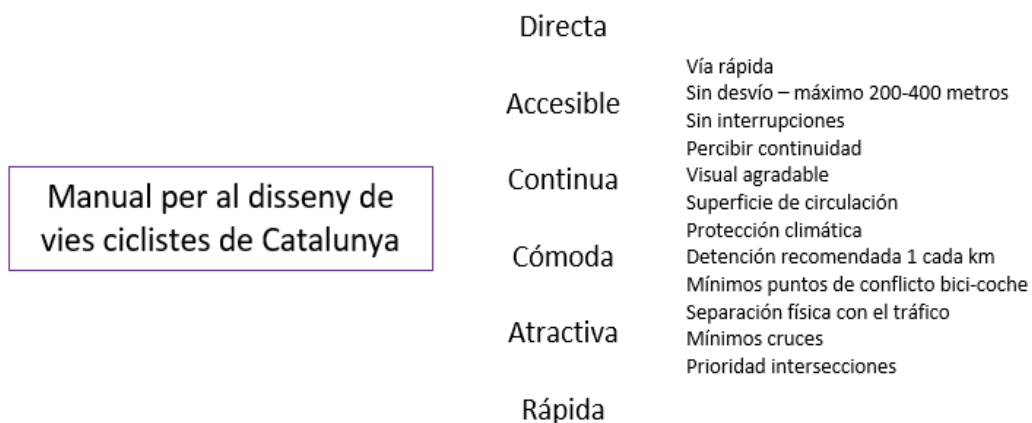 Manual per al disseny de
vies ciclistes de Catalunya
Directa
Accesible
Continua
Cómoda
Atractiva
Rápida
Vía rápida
Sin desvío – máximo 200-400 metros
Sin interrupciones
Percibir continuidad
Visual agradable
Superficie de circulación
Protección climática
Detención recomendada 1 cada km
Mínimos puntos de conflicto bici-coche
Separación física con el tráfico
Mínimos cruces
Prioridad intersecciones